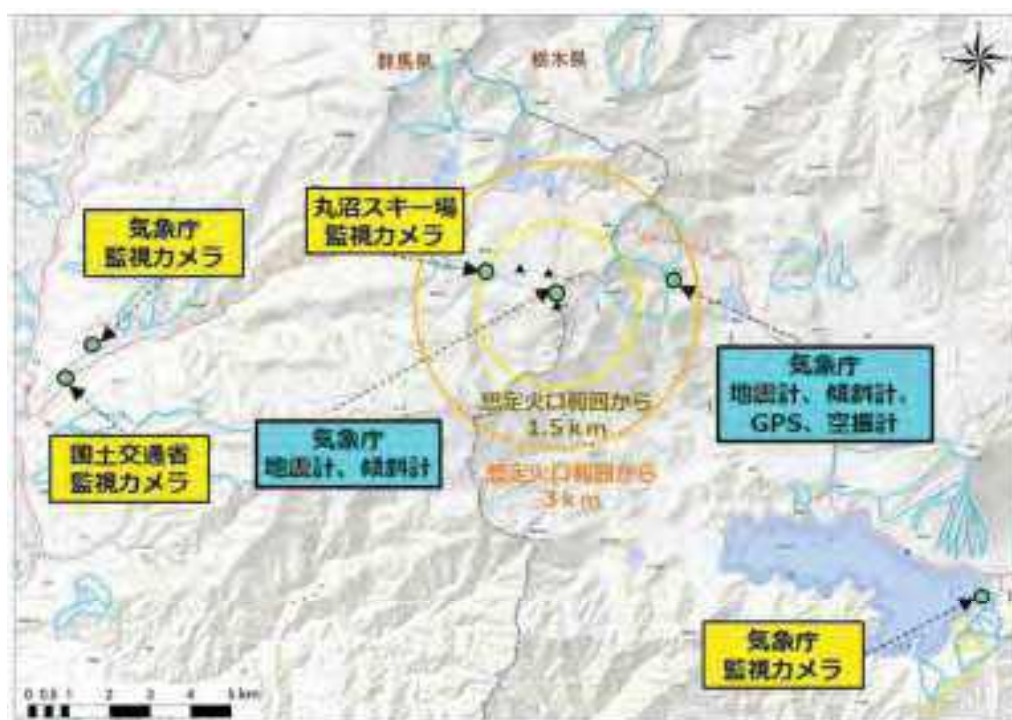 群馬県
栃木県
気象庁
監視カメラ
丸沼スキー場
監視カメラ
気象庁
地震計、傾斜計、
GPS、空振計
想定火口範囲から
1.5km
国土交通省
監視カメラ
気象庁
地震計、傾斜計
想定火口範囲から
3km
気象庁
監視カメラ
0 0.5 1 2 3 4 5 km